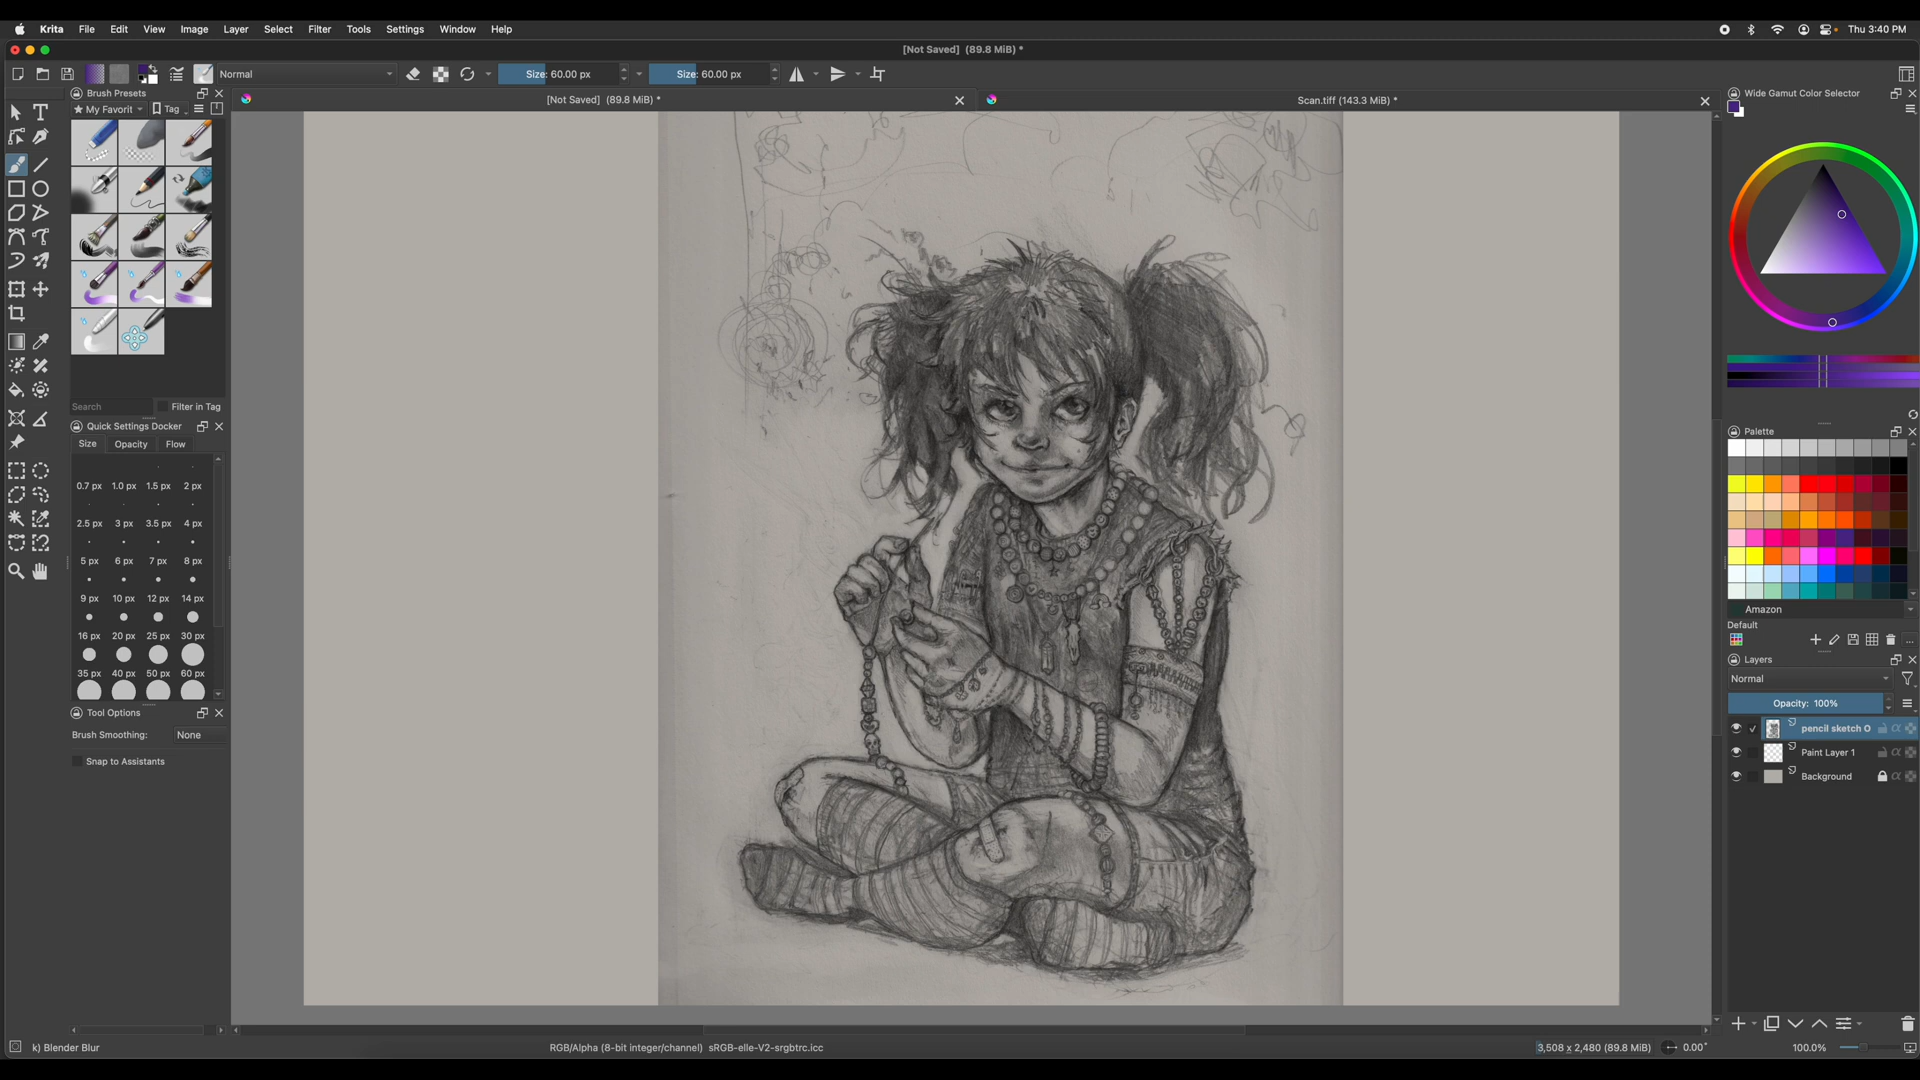 Krita File Edit View Image Layer Select Filter Tools Settings Window Help Thu 3:40 PM
[Not Saved] (89.8 MiB) *
Normal Size: 60.00 px Size: 60.00 px
Brush Presets
My Favorit Tag
Search Filter in Tag
Quick Settings Docker
Size Opacity Flow
0.7 px 1.0 px 1.5 px 2 px
2.5 px 3 px 3.5 px 4 px
5 px 6 px 7 px 8 px
9 px 10 px 12 px 14 px
16 px 20 px 25 px 30 px
35 px 40 px 50 px 60 px
Tool Options
Brush Smoothing: None
Snap to Assistants
[Not Saved] (89.8 MiB) *
Scan.tiff (143.3 MiB) *
Wide Gamut Color Selector
Palette
Amazon
Default
...
Layers
Normal
Opacity: 100%
pencil sketch O
Paint Layer 1
Background
k) Blender Blur
RGB/Alpha (8-bit integer/channel) sRGB-elle-V2-srgbtrc.icc
3,508 x 2,480 (89.8 MiB) 0.00° 100.0%